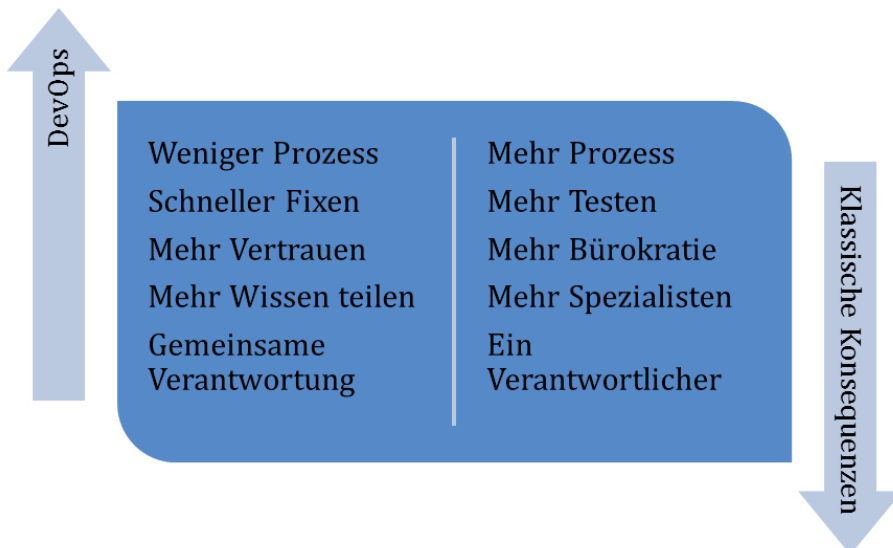 DevOps
Weniger Prozess
Schneller Fixen
Mehr Vertrauen
Mehr Wissen teilen
Gemeinsame
Verantwortung
Mehr Prozess
Mehr Testen
Mehr Bürokratie
Mehr Spezialisten
Ein
Verantwortlicher
Klassische Konsequenzen